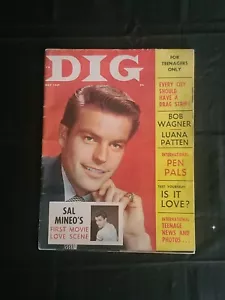 DIG
FOR
TEENAGERS
ONLY
EVERY CITY
SHOULD
HAVE A
DRAG STRIP!
BOB
WAGNER
LUANA
PATTEN
INTERNATIONAL
PEN
PALS
TEST YOURSELF!
IS IT
LOVE?
INTERNATIONAL
TEENAGE
NEWS AND
PHOTOS...
SAL
MINEO'S
FIRST MOVIE
LOVE SCENE